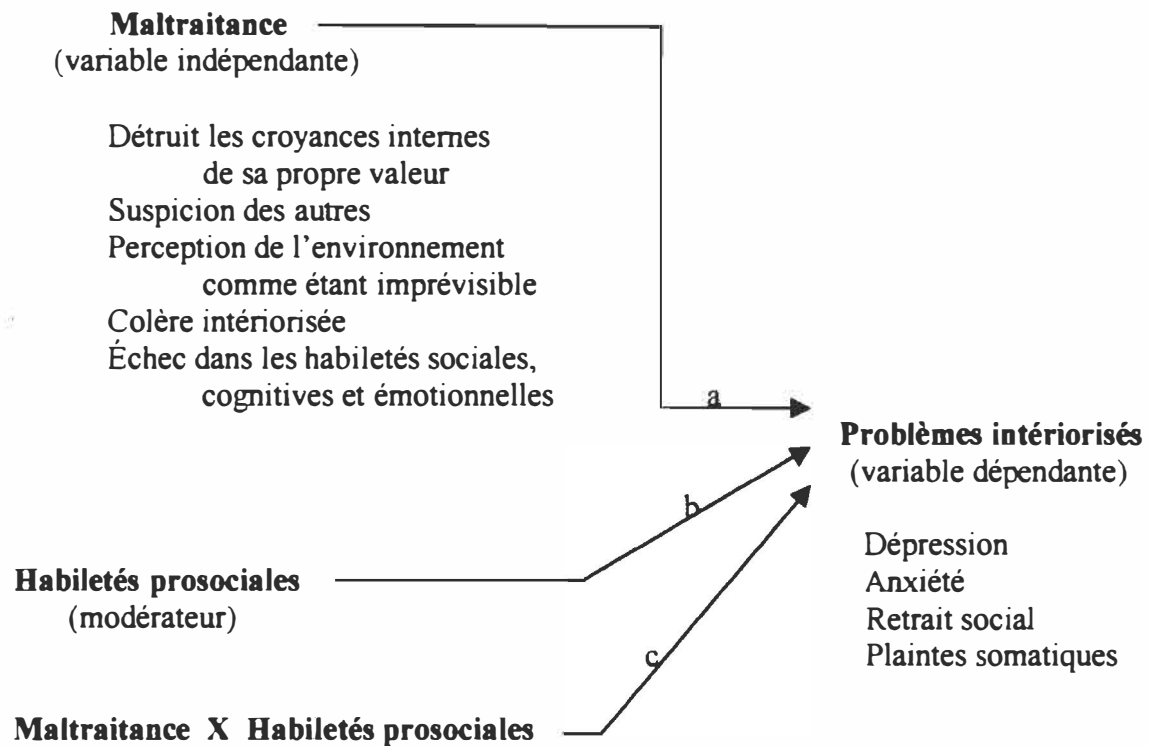 Maltraitance
(variable indépendante)
Détruit les croyances internes
de sa propre valeur
Suspicion des autres
Perception de l'environnement
comme étant imprévisible
Colère intériorisée
Échec dans les habiletés sociales,
cognitives et émotionnelles
a
Problèmes intériorisés
(variable dépendante)
b
Dépression
Anxiété
Retrait social
Plaintes somatiques
Habiletés prosociales
(modérateur)
c
Maltraitance X Habiletés prosociales